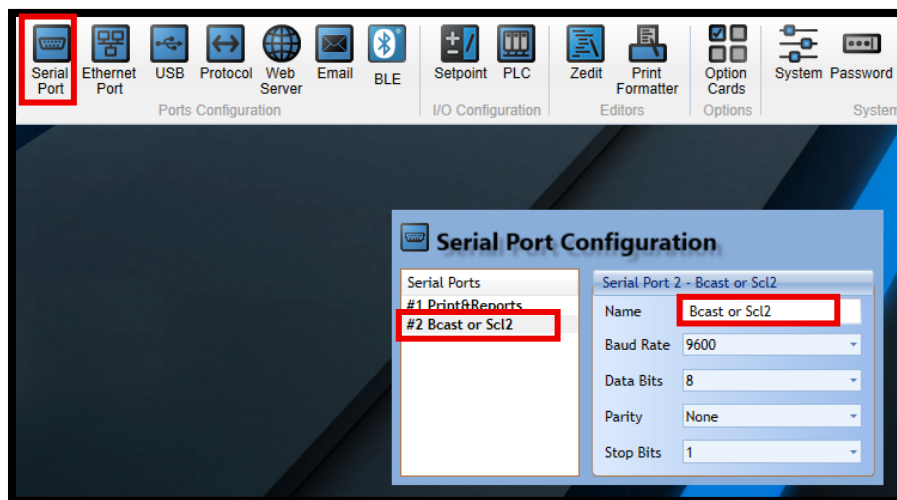 Serial Port
Ethernet Port
USB
Protocol
Web Server
Email
BLE
Setpoint
PLC
Zedit
Print Formatter
Option Cards
System
Password
Ports Configuration
I/O Configuration
Editors
Options
System
Serial Port Configuration
Serial Ports
#1 Print&Reports
#2 Bcast or Scl2
Serial Port 2 - Bcast or Scl2
Name Bcast or Scl2
Baud Rate 9600
Data Bits 8
Parity None
Stop Bits 1